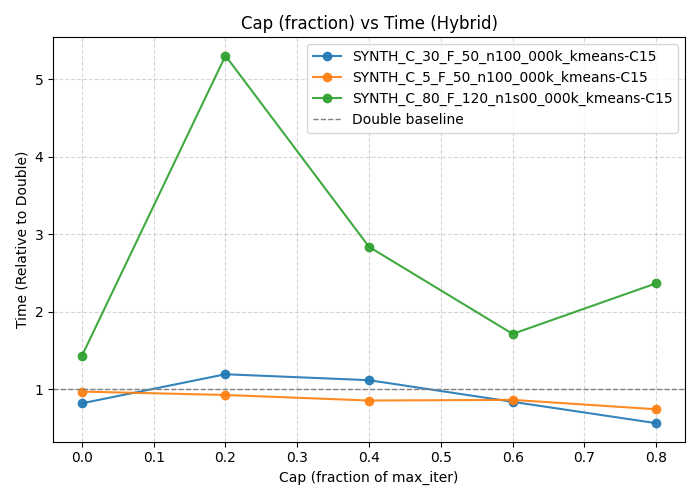 Cap (fraction) vs Time (Hybrid)
SYNTH_C_30_F_50_n100_000k_kmeans-C15
SYNTH_C_5_F_50_n100_000k_kmeans-C15
SYNTH_C_80_F_120_n1s00_000k_kmeans-C15
Double baseline
Time (Relative to Double)
5
4
3
2
1
0.0 0.1 0.2 0.3 0.4 0.5 0.6 0.7 0.8
Cap (fraction of max_iter)